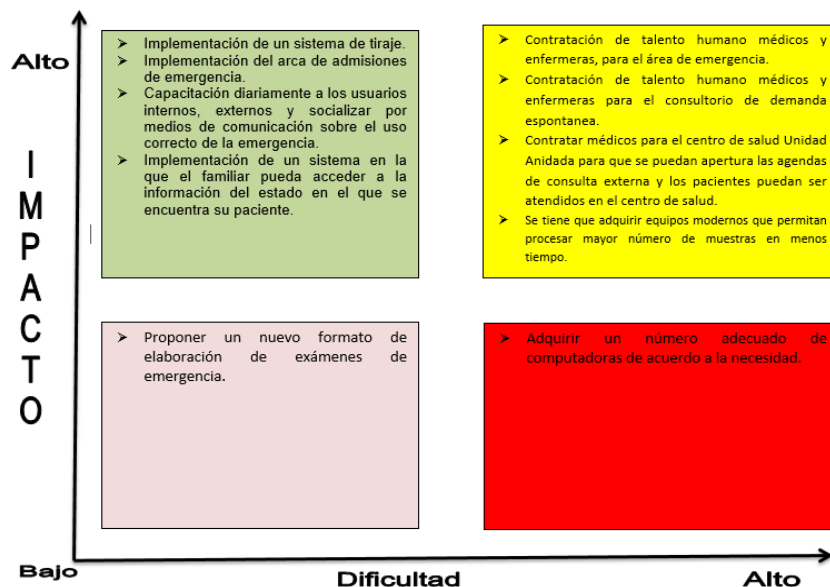 Alto
IMPACTO
➢ Implementación de un sistema de tiraje.
➢ Implementación del arca de admisiones
de emergencia.
➢ Capacitación diariamente a los usuarios
internos, externos y socializar por
medios de comunicación sobre el uso
correcto de la emergencia.
➢ Implementación de un sistema en la
que el familiar pueda acceder a la
información del estado en el que se
encuentra su paciente.
➢ Contratación de talento humano médicos y
enfermeras, para el área de emergencia.
➢ Contratación de talento humano médicos y
enfermeras para el consultorio de demanda
espontanea.
➢ Contratar médicos para el centro de salud Unidad
Anidada para que se puedan apertura las agendas
de consulta externa y los pacientes puedan ser
atendidos en el centro de salud.
➢ Se tiene que adquirir equipos modernos que permitan
procesar mayor número de muestras en menos
tiempo.
➢ Proponer un nuevo formato de
elaboración de exámenes de
emergencia.
➢ Adquirir un número adecuado de
computadoras de acuerdo a la necesidad.
Bajo
Dificultad
Alto